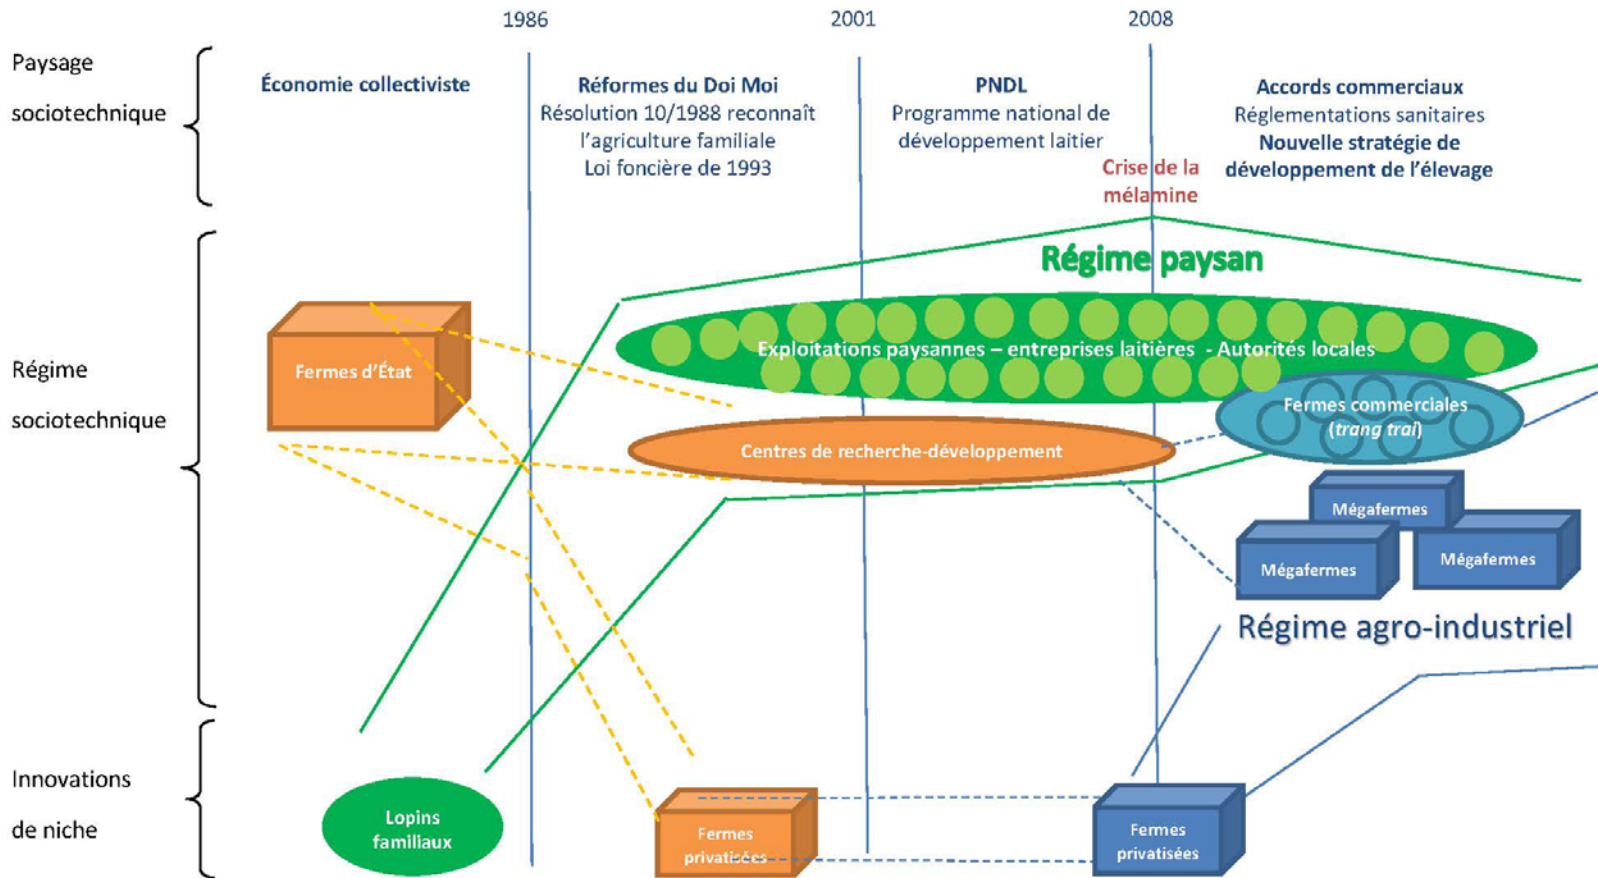 1986
2001
2008
Paysage
sociotechnique
Économie collectiviste
Réformes du Doi Moi
Résolution 10/1988 reconnaît
l’agriculture familiale
Loi foncière de 1993
PNDL
Programme national de
développement laitier
Crise de la
mélamine
Accords commerciaux
Réglementations sanitaires
Nouvelle stratégie de
développement de l’élevage
Régime
sociotechnique
Régime paysan
Fermes d’État
Exploitations paysannes – entreprises laitières - Autorités locales
Centres de recherche-développement
Fermes commerciales
(trang trai)
Mégafermes
Mégafermes
Mégafermes
Régime agro-industriel
Innovations
de niche
Lopins
familiaux
Fermes
privatisées
Fermes
privatisées